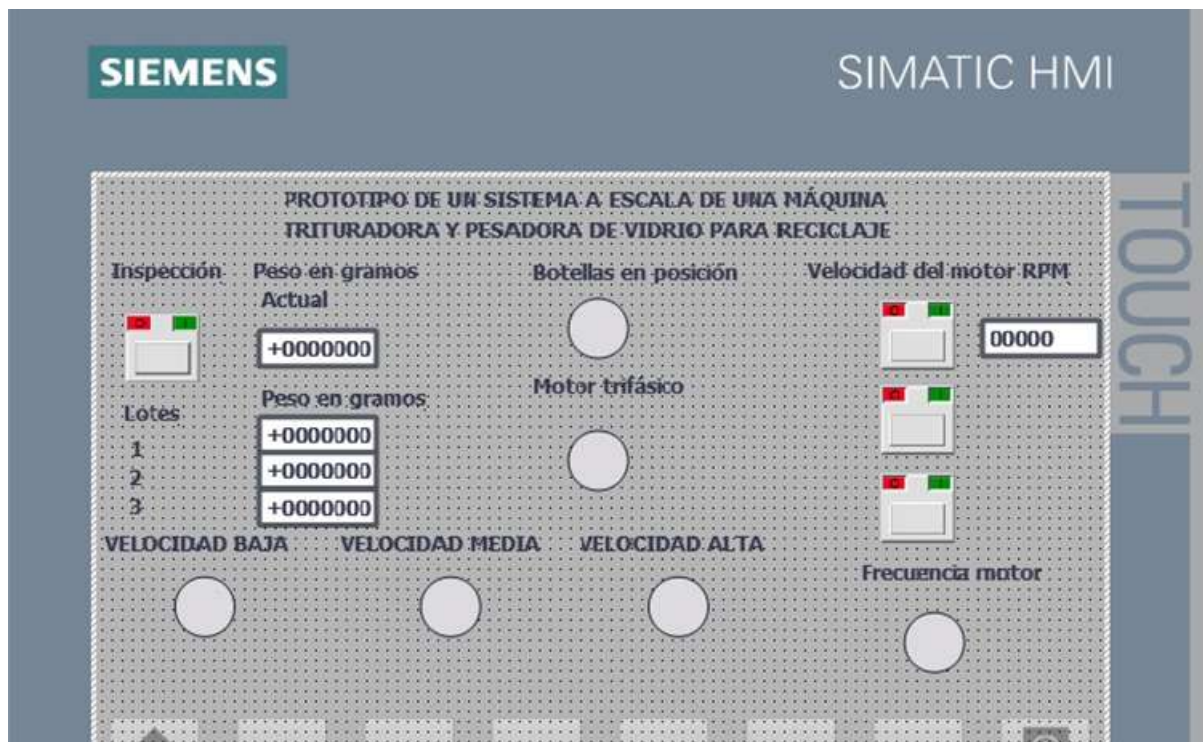 SIEMENS
SIMATIC HMI
TOUCH
PROTOTIPO DE UN SISTEMA A ESCALA DE UNA MÁQUINA
TRITURADORA Y PESADORA DE VIDRIO PARA RECICLAJE
Inspección
Peso en gramos
Actual
Botellas en posición
Velocidad del motor RPM
+0000000
00000
Motor trifásico
Lotes
Peso en gramos
1
+0000000
2
+0000000
3
+0000000
VELOCIDAD BAJA
VELOCIDAD MEDIA
VELOCIDAD ALTA
Frecuencia motor